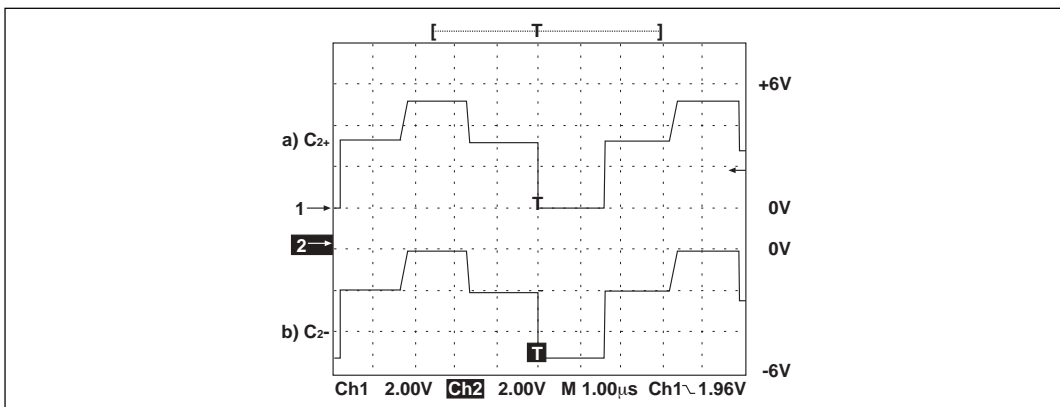 [ T ]
+6V
a) C2+
T
1
0V
2
0V
b) C2-
T
-6V
Ch1 2.00V Ch2 2.00V M 1.00µs Ch1 1.96V